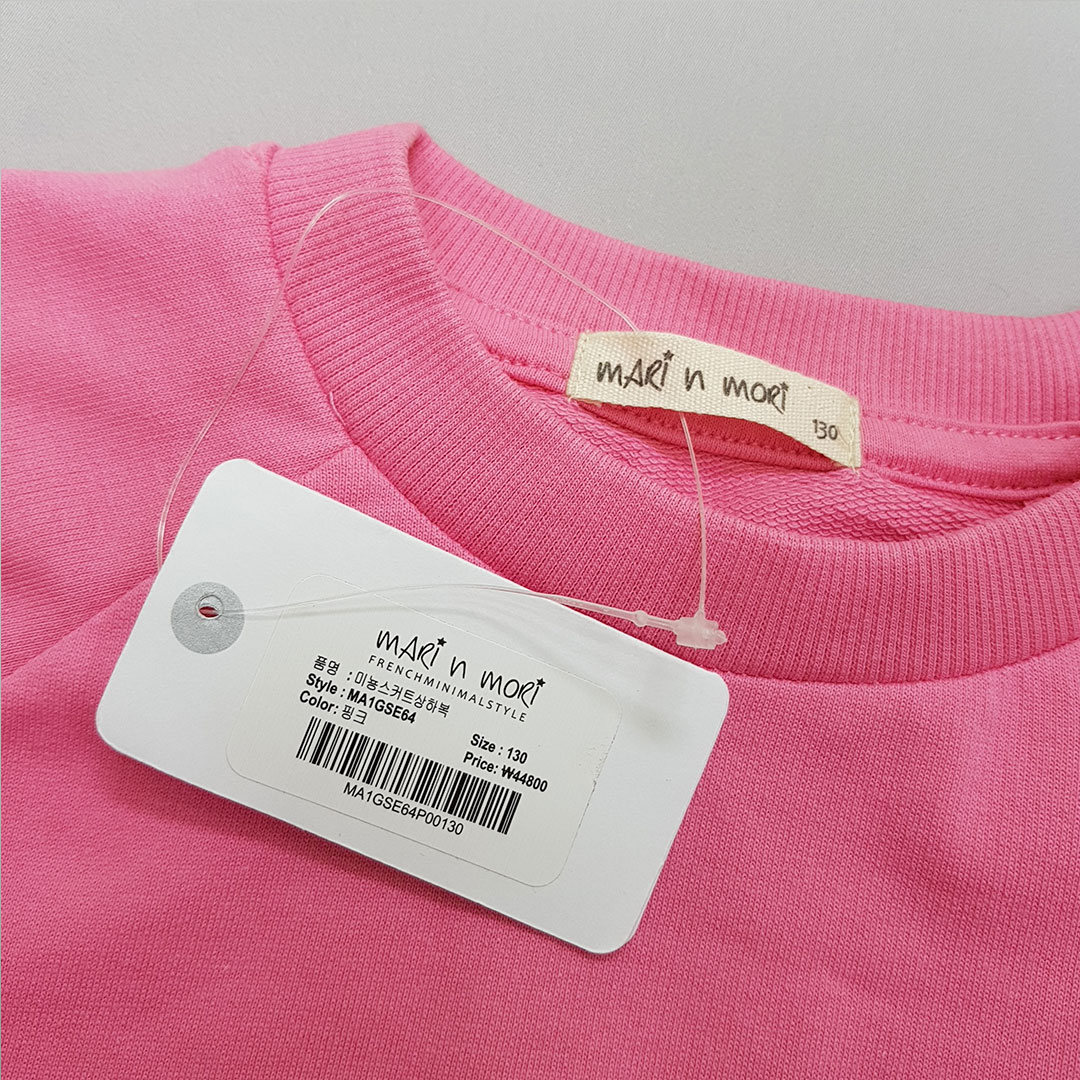 mari n mori
130
mari n mori
FRENCHMINIMALSTYLE
품명 : 미뇽스커트상하복
Style : MA1GSE64
Color: 핑크
Size : 130
Price: ₩44800
MA1GSE64P00130